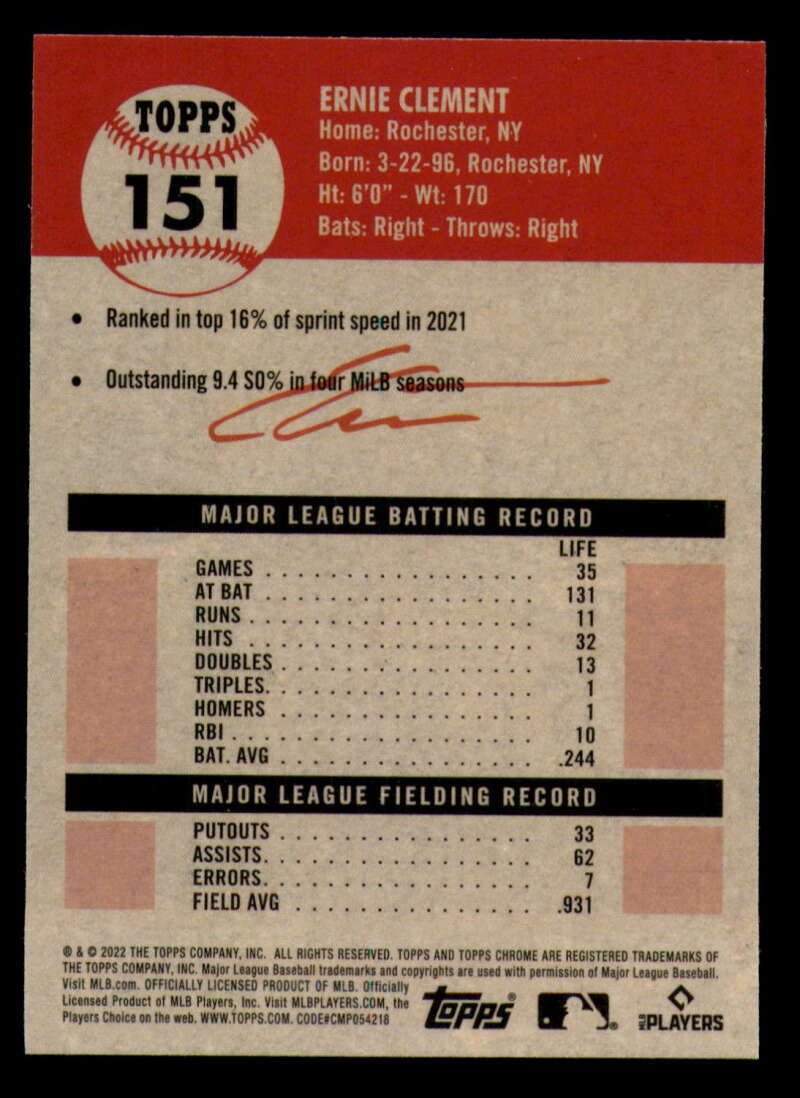 TOPPS
151
ERNIE CLEMENT
Home: Rochester, NY
Born: 3-22-96, Rochester, NY
Ht: 6'0" - Wt: 170
Bats: Right - Throws: Right
• Ranked in top 16% of sprint speed in 2021
• Outstanding 9.4 SO% in four MiLB seasons
MAJOR LEAGUE BATTING RECORD
LIFE
GAMES . . . . . . . . . . . . . . . . . 35
AT BAT . . . . . . . . . . . . . . . . . 131
RUNS . . . . . . . . . . . . . . . . . . 11
HITS . . . . . . . . . . . . . . . . . . 32
DOUBLES . . . . . . . . . . . . . . . . 13
TRIPLES. . . . . . . . . . . . . . . . . 1
HOMERS . . . . . . . . . . . . . . . . 1
RBI . . . . . . . . . . . . . . . . . . . 10
BAT. AVG . . . . . . . . . . . . . . . . .244
MAJOR LEAGUE FIELDING RECORD
PUTOUTS . . . . . . . . . . . . . . . . 33
ASSISTS. . . . . . . . . . . . . . . . . 62
ERRORS. . . . . . . . . . . . . . . . . 7
FIELD AVG . . . . . . . . . . . . . . . .931
® & © 2022 THE TOPPS COMPANY, INC. ALL RIGHTS RESERVED. TOPPS AND TOPPS CHROME ARE REGISTERED TRADEMARKS OF
THE TOPPS COMPANY, INC. Major League Baseball trademarks and copyrights are used with permission of Major League Baseball.
Visit MLB.com. OFFICIALLY LICENSED PRODUCT OF MLB. Officially
Licensed Product of MLB Players, Inc. Visit MLBPLAYERS.COM, the
Players Choice on the web. WWW.TOPPS.COM. CODE#CMP054218
TOPPS®
MLB PLAYERS